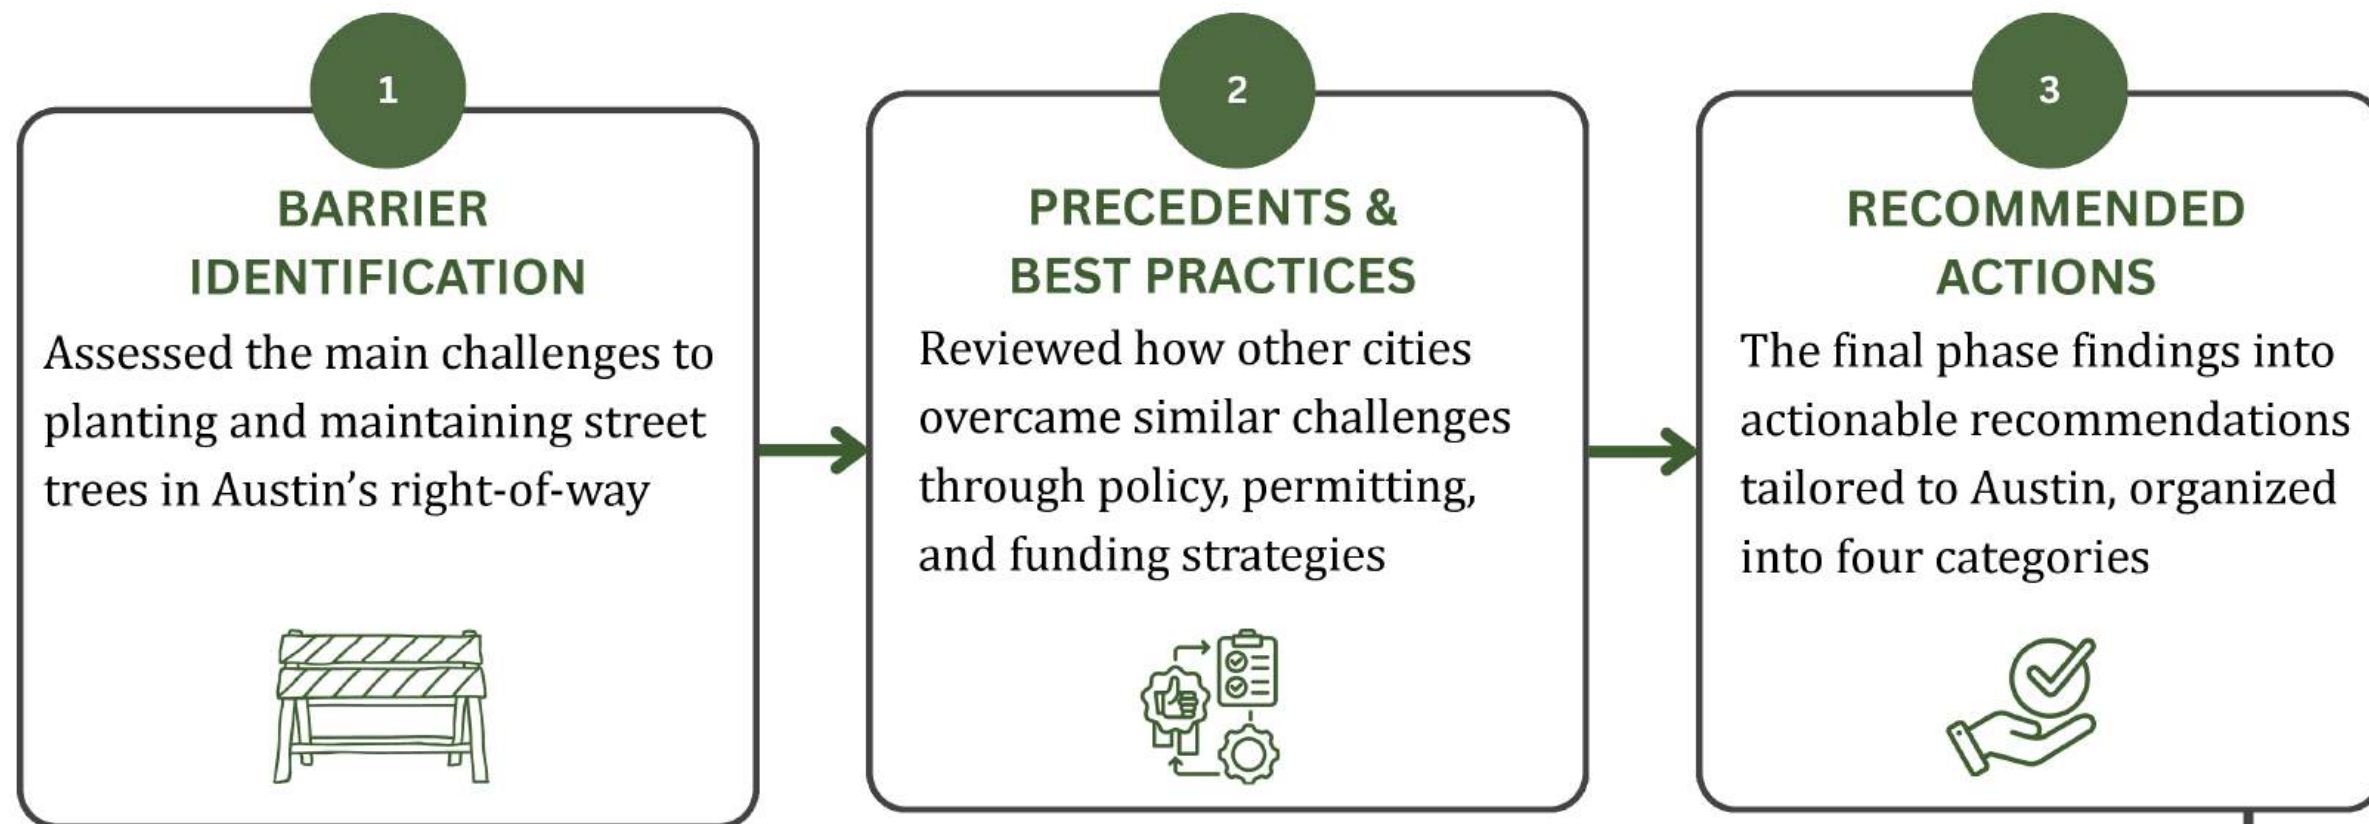 1
BARRIER
IDENTIFICATION
Assessed the main challenges to
planting and maintaining street
trees in Austin’s right-of-way
2
PRECEDENTS &
BEST PRACTICES
Reviewed how other cities
overcame similar challenges
through policy, permitting,
and funding strategies
3
RECOMMENDED
ACTIONS
The final phase findings into
actionable recommendations
tailored to Austin, organized
into four categories